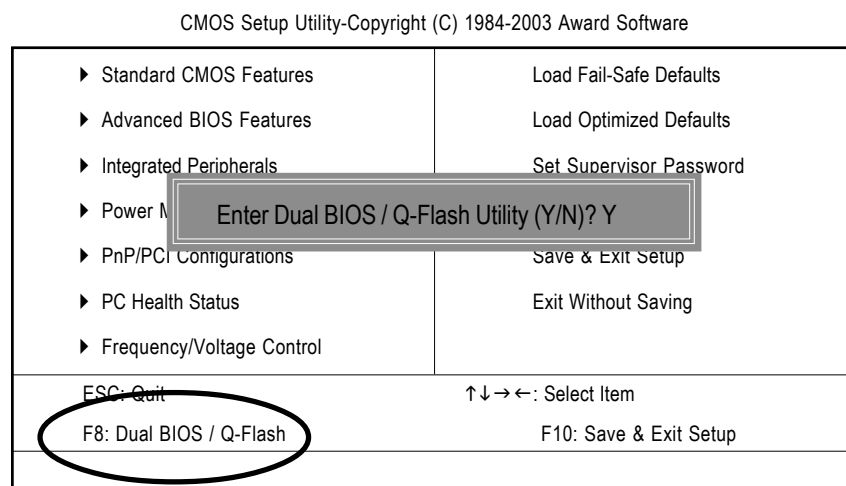 CMOS Setup Utility-Copyright (C) 1984-2003 Award Software
Standard CMOS Features Load Fail-Safe Defaults
Advanced BIOS Features Load Optimized Defaults
Integrated Peripherals Set Supervisor Password
Power
Enter Dual BIOS / Q-Flash Utility (Y/N)? Y
PnP/PCI Configurations Save & Exit Setup
PC Health Status Exit Without Saving
Frequency/Voltage Control
ESC: Quit ↑↓→←: Select Item
F8: Dual BIOS / Q-Flash F10: Save & Exit Setup